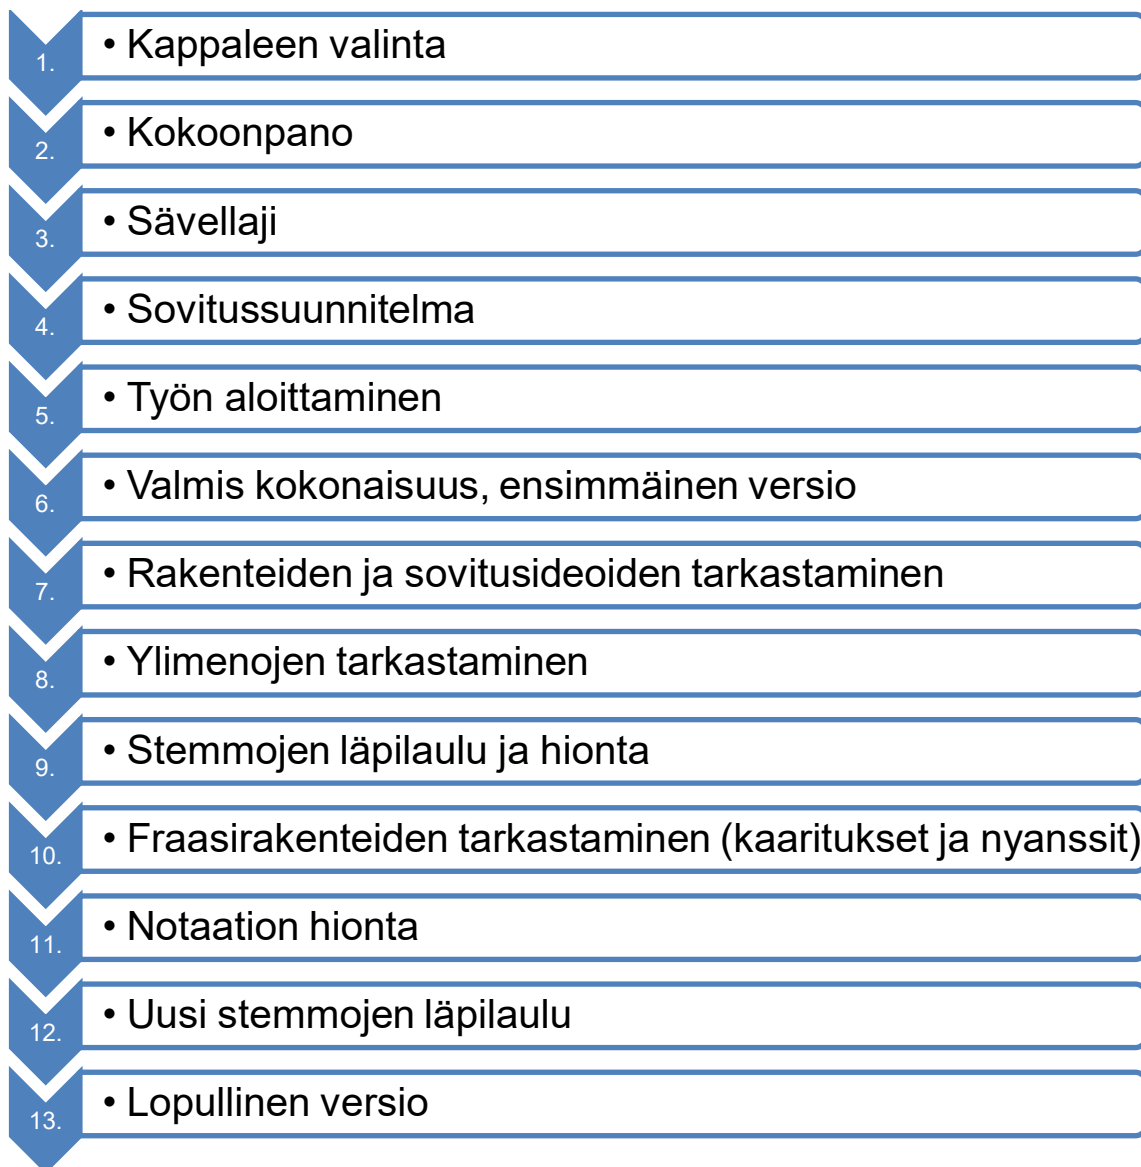 1. • Kappaleen valinta
2. • Kokoonpano
3. • Sävellaji
4. • Sovitussuunnitelma
5. • Työn aloittaminen
6. • Valmis kokonaisuus, ensimmäinen versio
7. • Rakenteiden ja sovitusideoiden tarkastaminen
8. • Ylimenojen tarkastaminen
9. • Stemmojen läpilaulu ja hionta
10. • Fraasirakenteiden tarkastaminen (kaaritukset ja nyanssit)
11. • Notaation hionta
12. • Uusi stemmojen läpilaulu
13. • Lopullinen versio